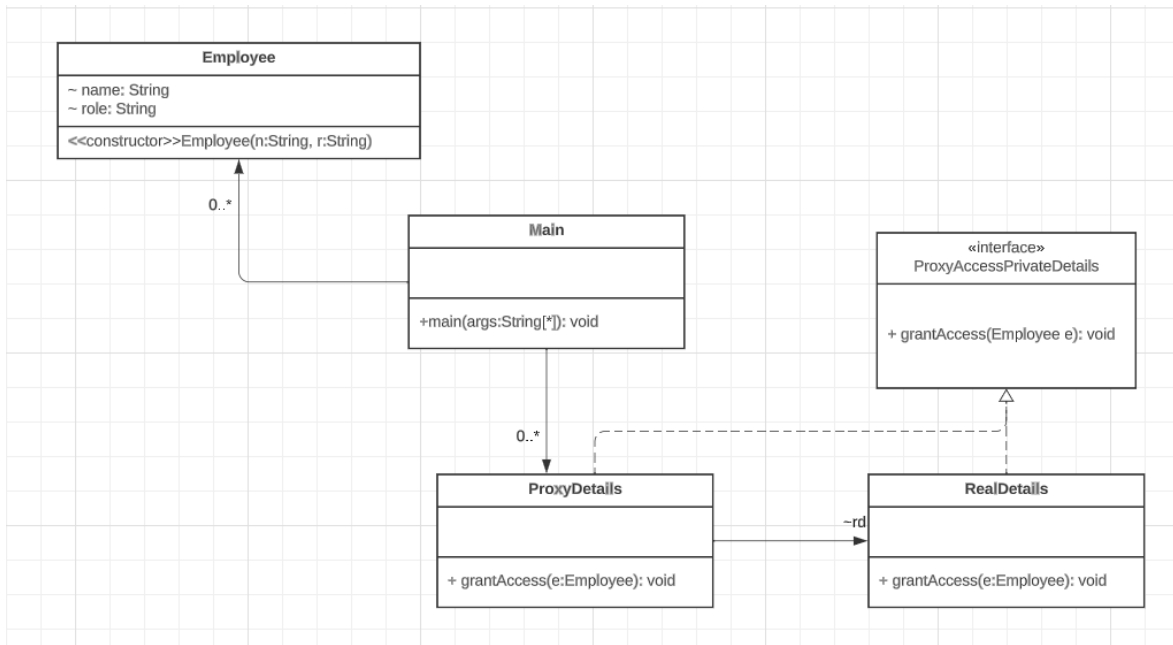 Employee
~ name: String
~ role: String
<<constructor>>Employee(n:String, r:String)
0..*
Main
+main(args:String[*]): void
«interface»
ProxyAccessPrivateDetails
+ grantAccess(Employee e): void
0..*
ProxyDetails
+ grantAccess(e:Employee): void
~rd
RealDetails
+ grantAccess(e:Employee): void